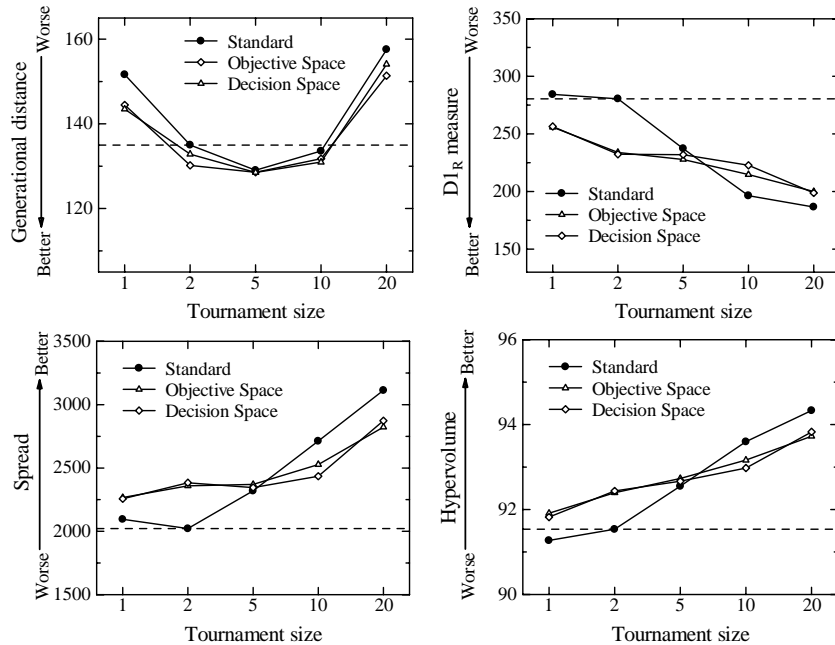 Worse
Better
Generational distance
160
150
140
130
120
Standard
Objective Space
Decision Space
1 2 5 10 20
Tournament size
Worse
Better
D1R measure
350
300
250
200
150
Standard
Objective Space
Decision Space
1 2 5 10 20
Tournament size
Better
Worse
Spread
3500
3000
2500
2000
1500
Standard
Objective Space
Decision Space
1 2 5 10 20
Tournament size
Better
Worse
Hypervolume
96
94
92
90
Standard
Objective Space
Decision Space
1 2 5 10 20
Tournament size